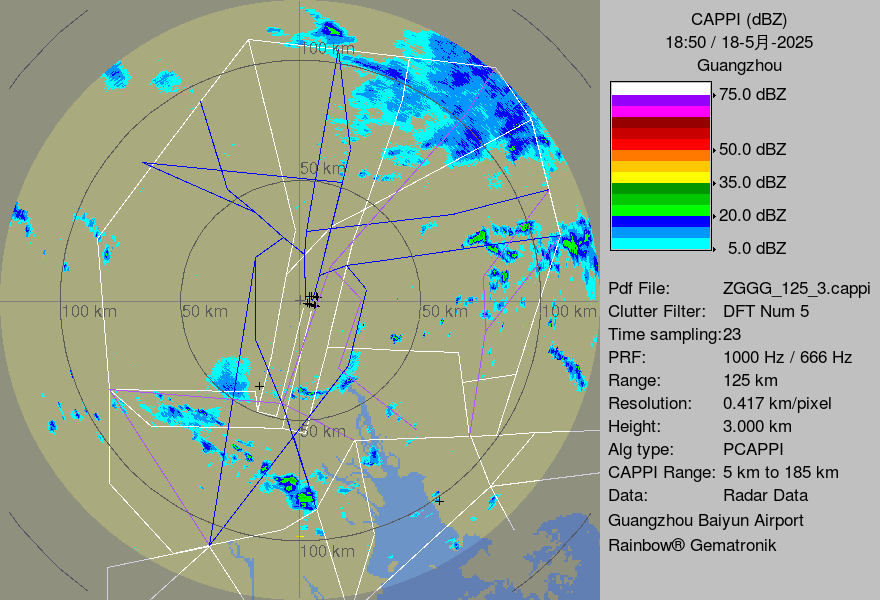 CAPPI (dBZ)
18:50 / 18-5月-2025
Guangzhou
75.0 dBZ
50.0 dBZ
35.0 dBZ
20.0 dBZ
5.0 dBZ
Pdf File: ZGGG_125_3.cappi
Clutter Filter: DFT Num 5
Time sampling:23
PRF: 1000 Hz / 666 Hz
Range: 125 km
Resolution: 0.417 km/pixel
Height: 3.000 km
Alg type: PCAPPI
CAPPI Range: 5 km to 185 km
Data: Radar Data
Guangzhou Baiyun Airport
Rainbow® Gematronik
100 km
50 km
100 km
50 km
50 km
100 km
50 km
100 km